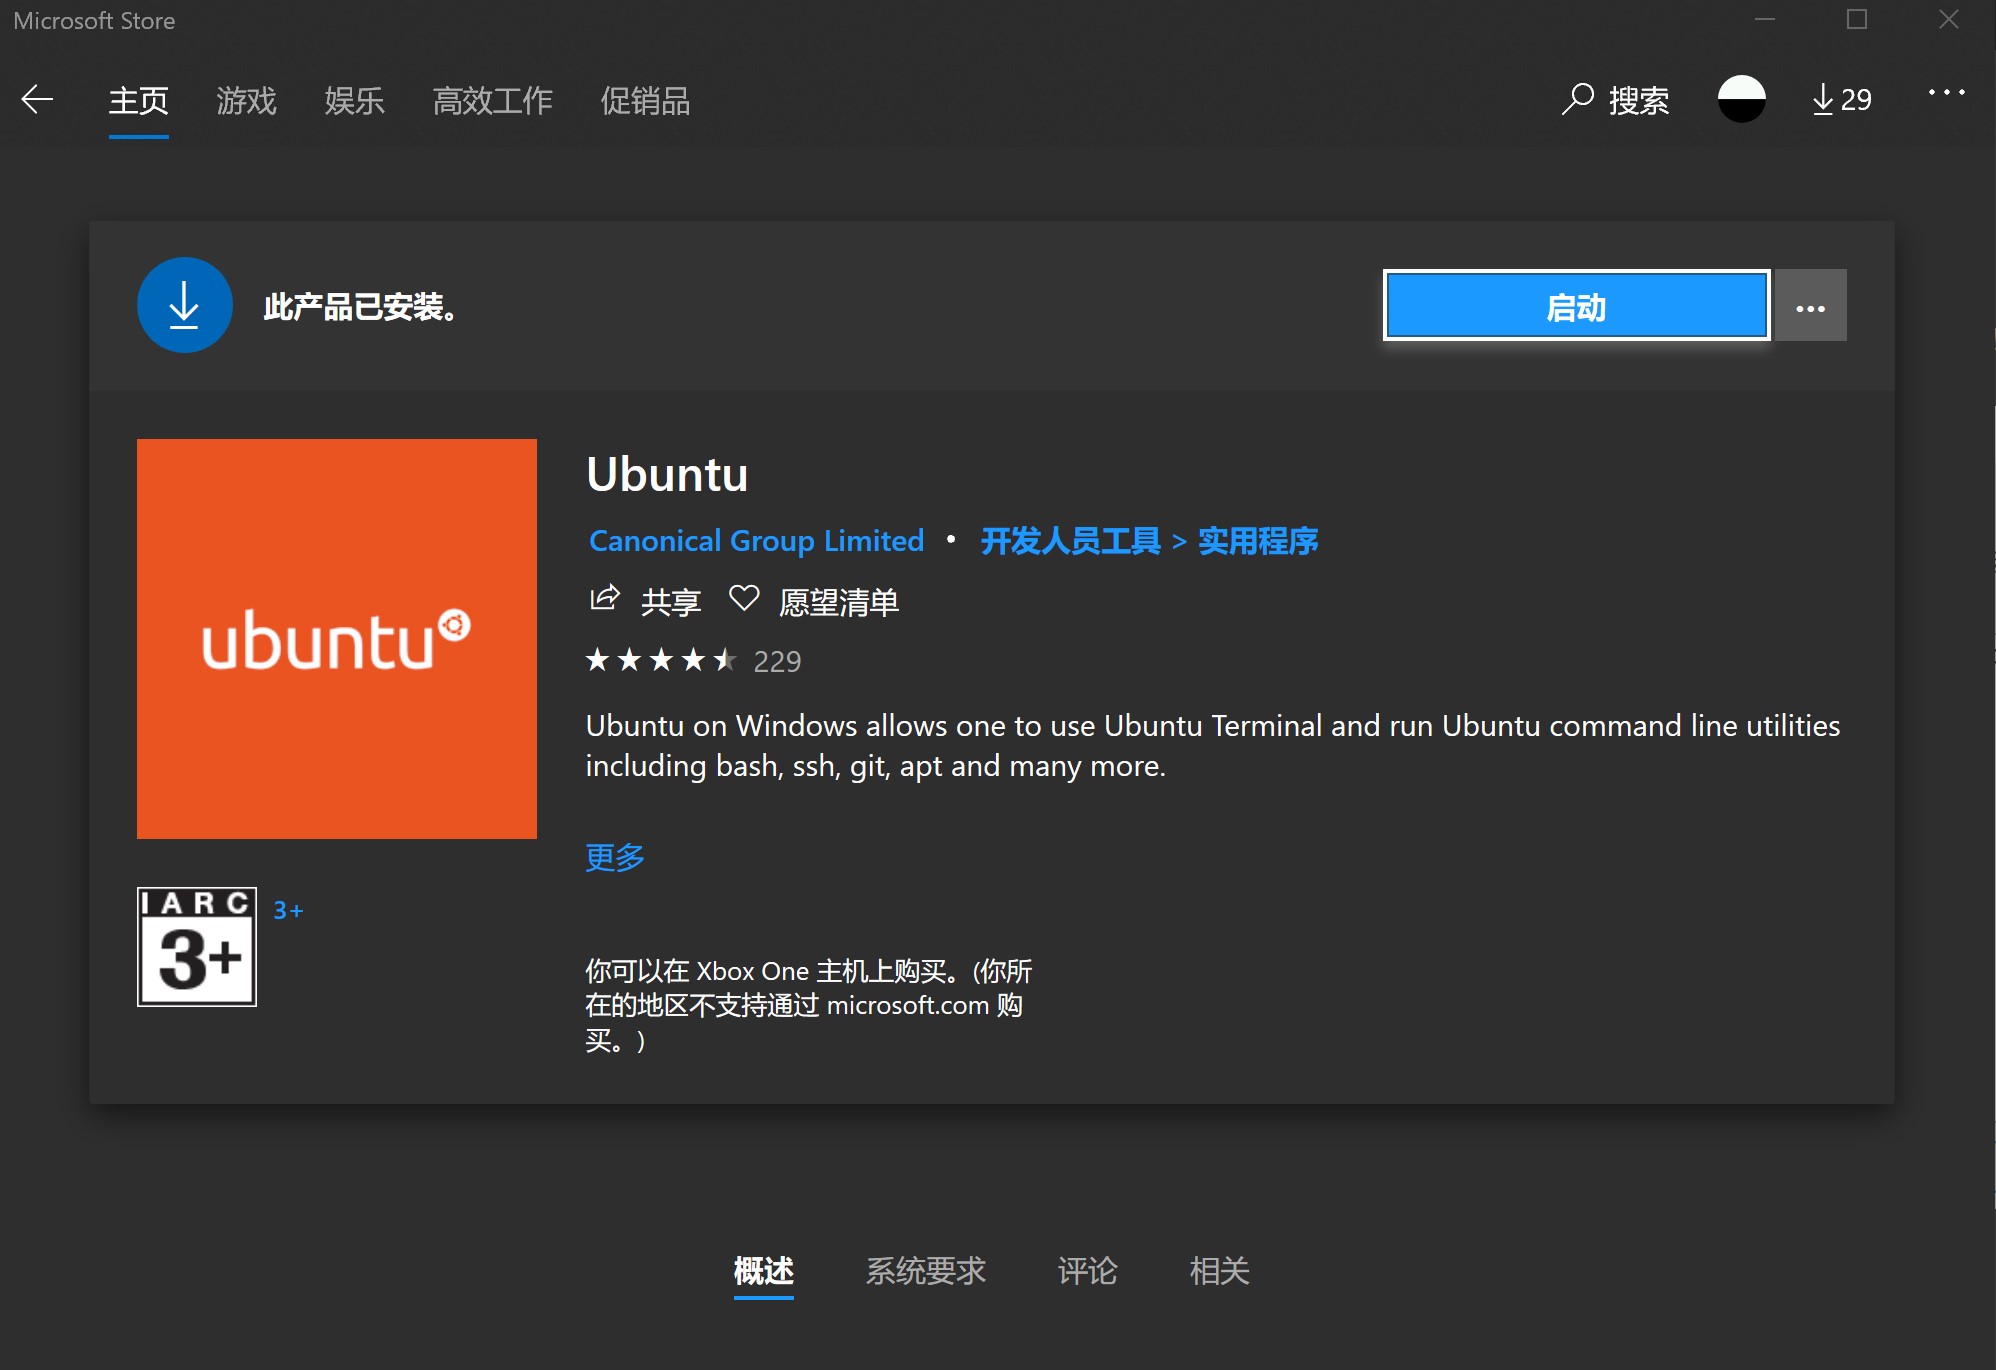 Microsoft Store
主页 游戏 娱乐 高效工作 促销品 搜索 29
此产品已安装。 启动
ubuntu
Ubuntu
Canonical Group Limited • 开发人员工具 > 实用程序
共享 愿望清单
229
Ubuntu on Windows allows one to use Ubuntu Terminal and run Ubuntu command line utilities
including bash, ssh, git, apt and many more.
更多
IARC
3+
3+
你可以在 Xbox One 主机上购买。(你所
在的地区不支持通过 microsoft.com 购
买。)
概述 系统要求 评论 相关